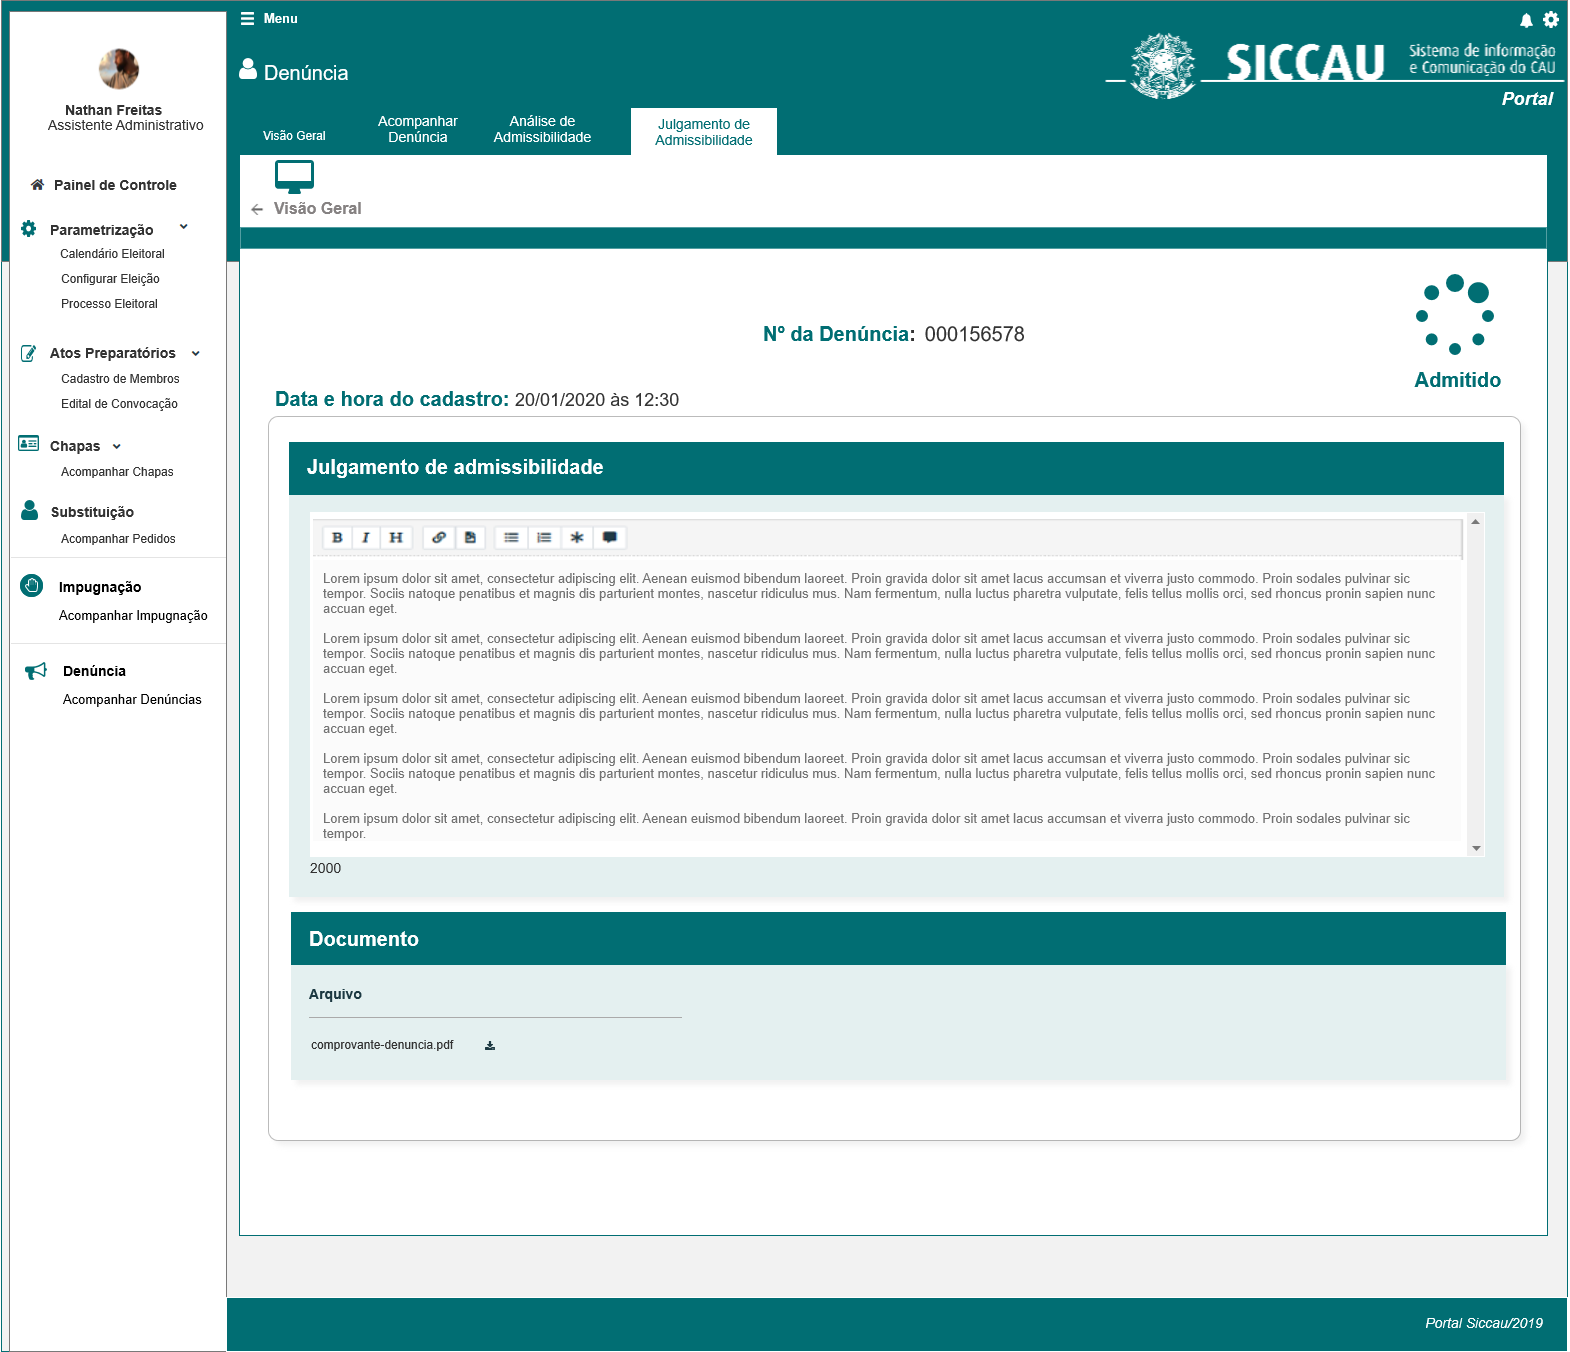 Menu
Denúncia
SICCAU
Sistema de informação
e Comunicação do CAU
Portal
Nathan Freitas
Assistente Administrativo
Painel de Controle
Parametrização
Calendário Eleitoral
Configurar Eleição
Processo Eleitoral
Atos Preparatórios
Cadastro de Membros
Edital de Convocação
Chapas
Acompanhar Chapas
Substituição
Acompanhar Pedidos
Impugnação
Acompanhar Impugnação
Denúncia
Acompanhar Denúncias
Visão Geral
Acompanhar
Denúncia
Análise de
Admissibilidade
Julgamento de
Admissibilidade
Visão Geral
Nº da Denúncia: 000156578
Admitido
Data e hora do cadastro: 20/01/2020 às 12:30
Julgamento de admissibilidade
B I H
Lorem ipsum dolor sit amet, consectetur adipiscing elit. Aenean euismod bibendum laoreet. Proin gravida dolor sit amet lacus accumsan et viverra justo commodo. Proin sodales pulvinar sic
tempor. Sociis natoque penatibus et magnis dis parturient montes, nascetur ridiculus mus. Nam fermentum, nulla luctus pharetra vulputate, felis tellus mollis orci, sed rhoncus pronin sapien nunc
accuan eget.
Lorem ipsum dolor sit amet, consectetur adipiscing elit. Aenean euismod bibendum laoreet. Proin gravida dolor sit amet lacus accumsan et viverra justo commodo. Proin sodales pulvinar sic
tempor. Sociis natoque penatibus et magnis dis parturient montes, nascetur ridiculus mus. Nam fermentum, nulla luctus pharetra vulputate, felis tellus mollis orci, sed rhoncus pronin sapien nunc
accuan eget.
Lorem ipsum dolor sit amet, consectetur adipiscing elit. Aenean euismod bibendum laoreet. Proin gravida dolor sit amet lacus accumsan et viverra justo commodo. Proin sodales pulvinar sic
tempor. Sociis natoque penatibus et magnis dis parturient montes, nascetur ridiculus mus. Nam fermentum, nulla luctus pharetra vulputate, felis tellus mollis orci, sed rhoncus pronin sapien nunc
accuan eget.
Lorem ipsum dolor sit amet, consectetur adipiscing elit. Aenean euismod bibendum laoreet. Proin gravida dolor sit amet lacus accumsan et viverra justo commodo. Proin sodales pulvinar sic
tempor. Sociis natoque penatibus et magnis dis parturient montes, nascetur ridiculus mus. Nam fermentum, nulla luctus pharetra vulputate, felis tellus mollis orci, sed rhoncus pronin sapien nunc
accuan eget.
Lorem ipsum dolor sit amet, consectetur adipiscing elit. Aenean euismod bibendum laoreet. Proin gravida dolor sit amet lacus accumsan et viverra justo commodo. Proin sodales pulvinar sic
tempor.
2000
Documento
Arquivo
comprovante-denuncia.pdf
Portal Siccau/2019